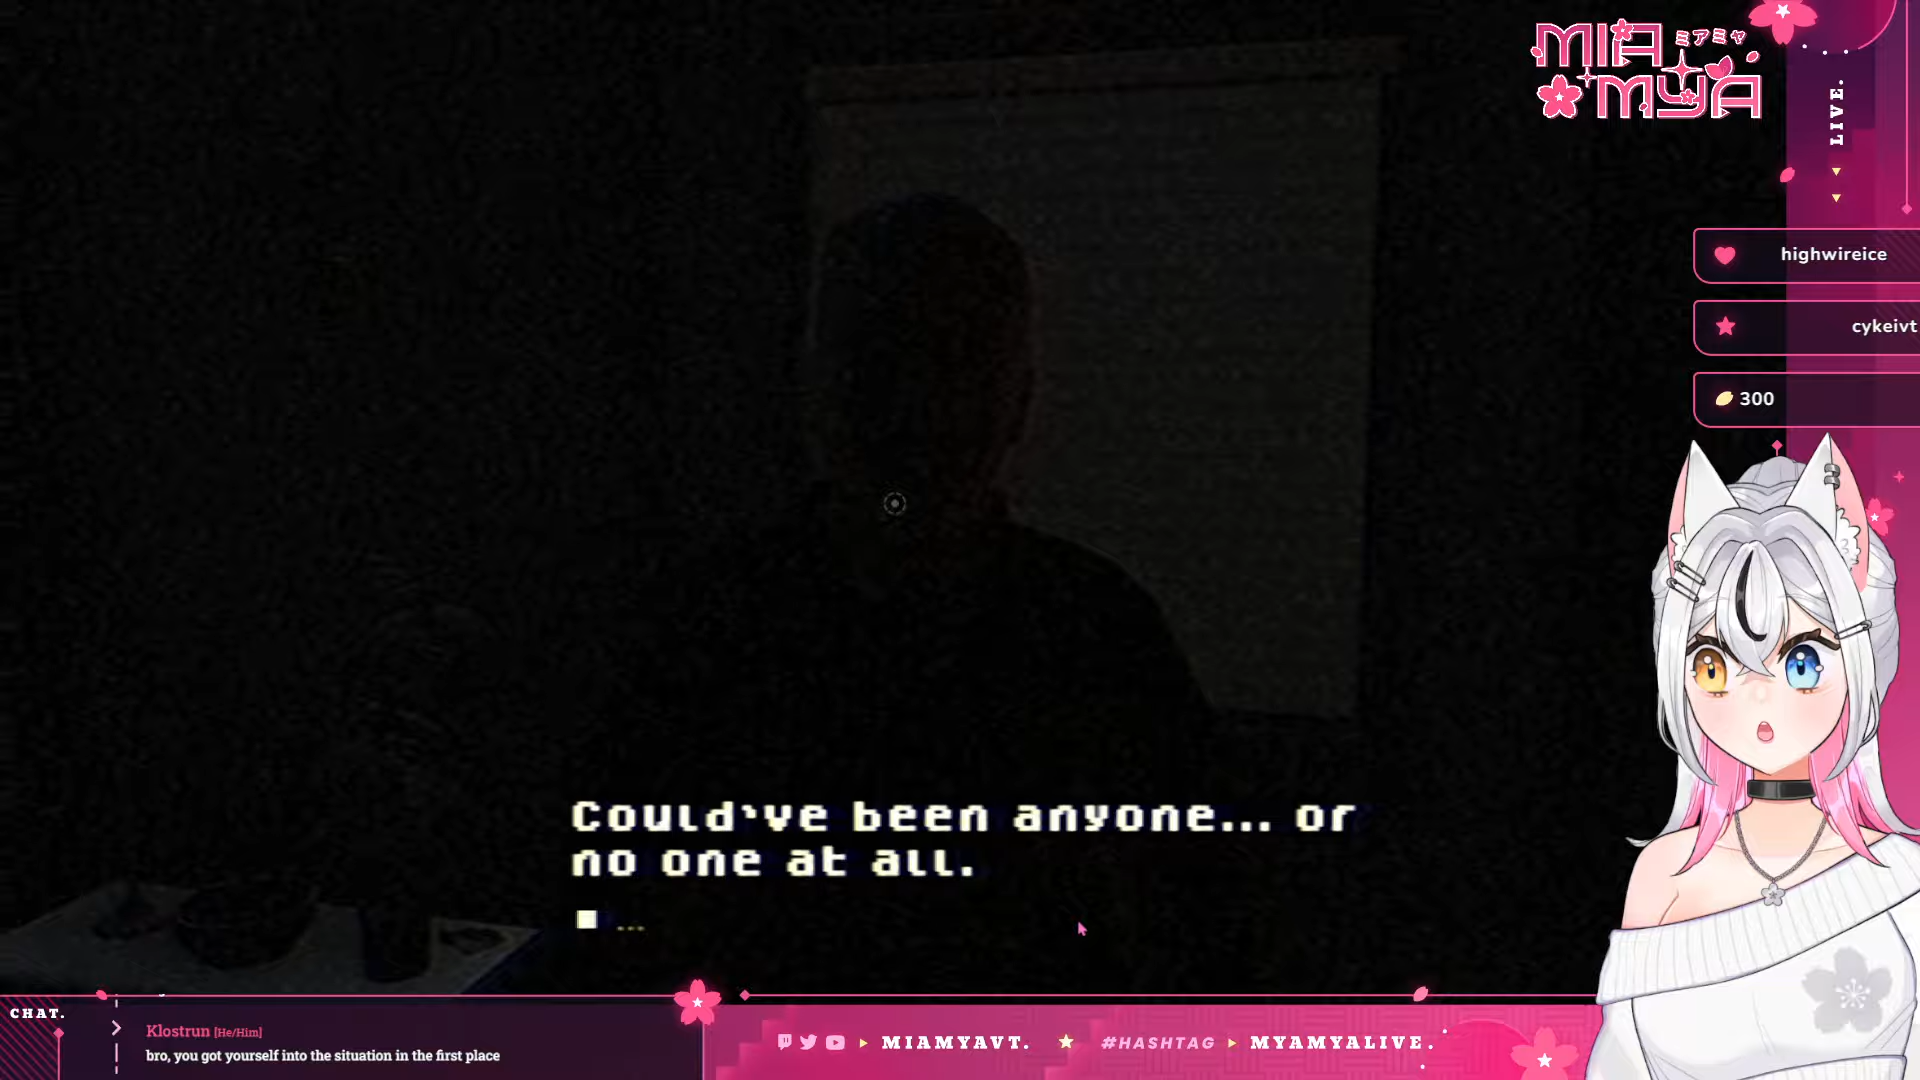 MIA ミアミヤ
MYA
LIVE.
highwireice
cykeivt
300
Could've been anyone... or
no one at all.
...
CHAT.
Klostrun [He/Him]
bro, you got yourself into the situation in the first place
MIAMYAVT.
#HASHTAG
MYAMYALIVE.